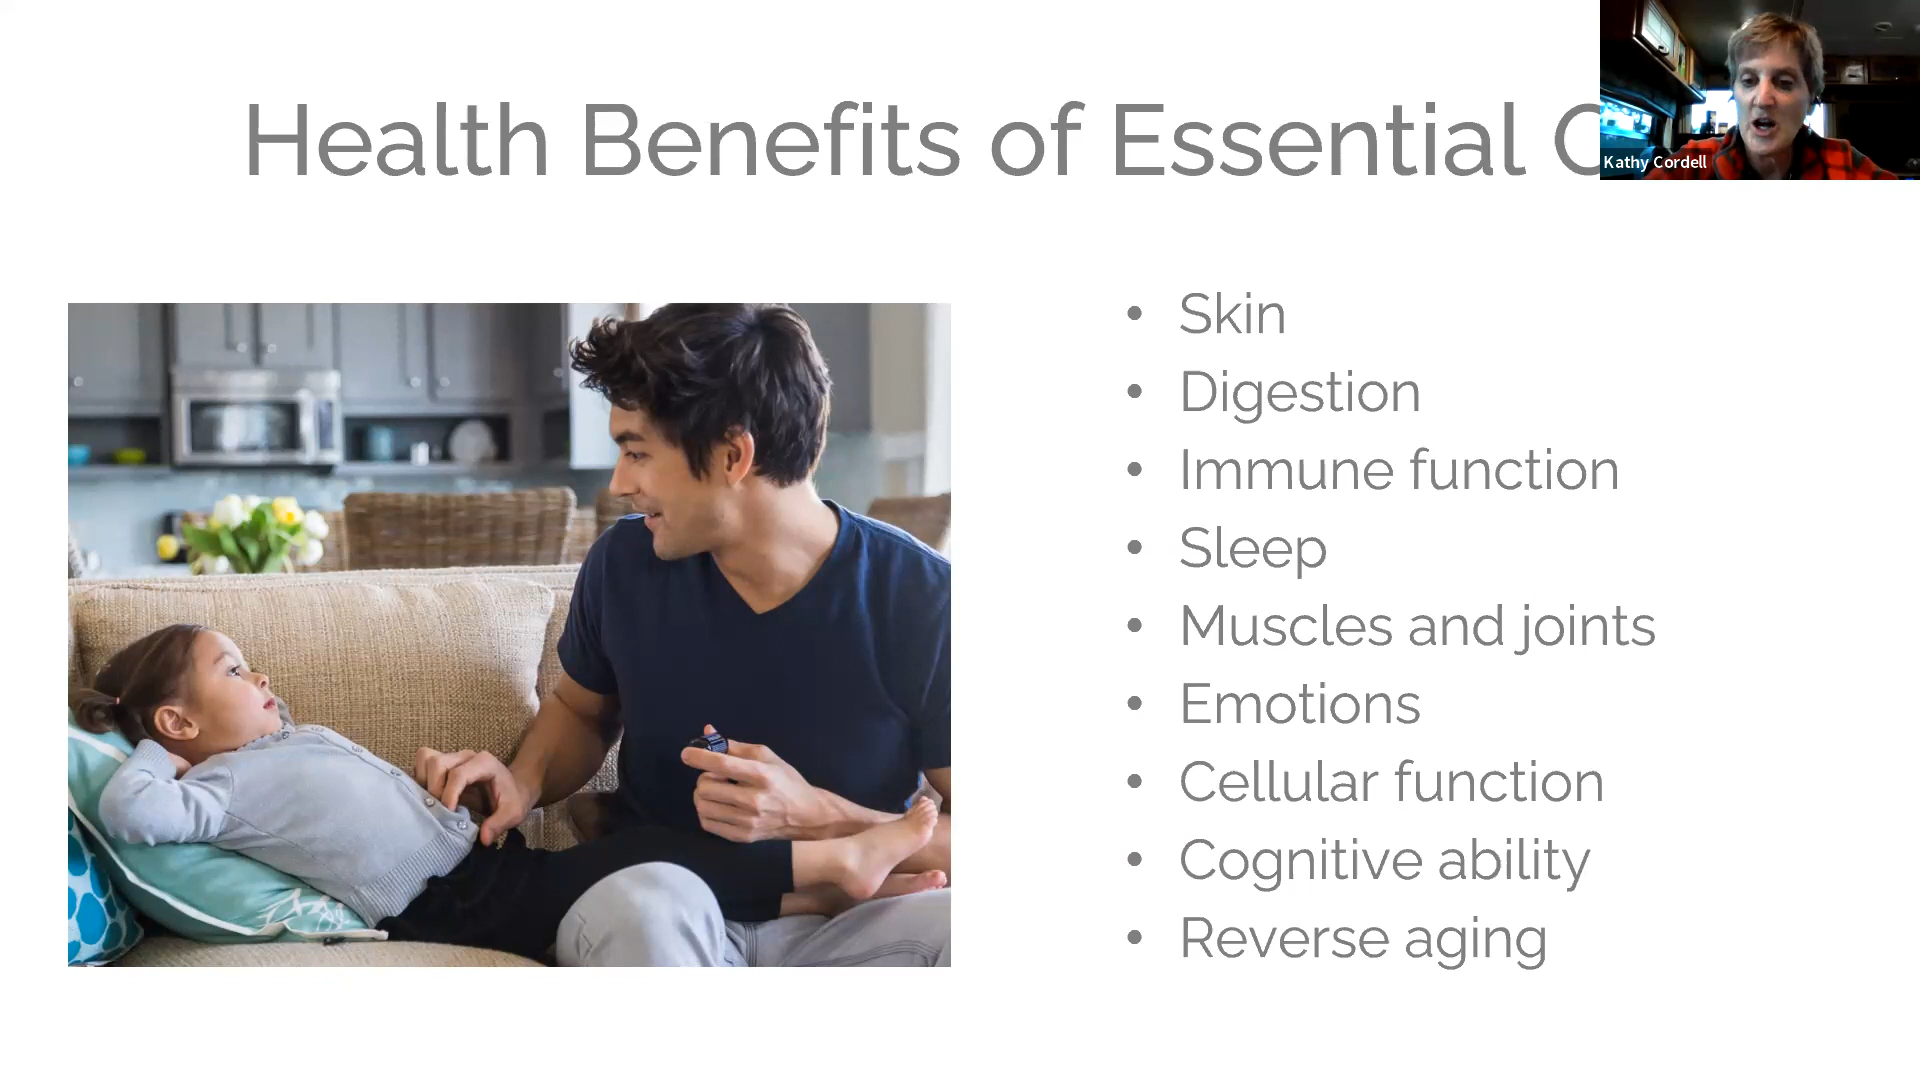 Health Benefits of Essential
Kathy Cordell
• Skin
• Digestion
• Immune function
• Sleep
• Muscles and joints
• Emotions
• Cellular function
• Cognitive ability
• Reverse aging